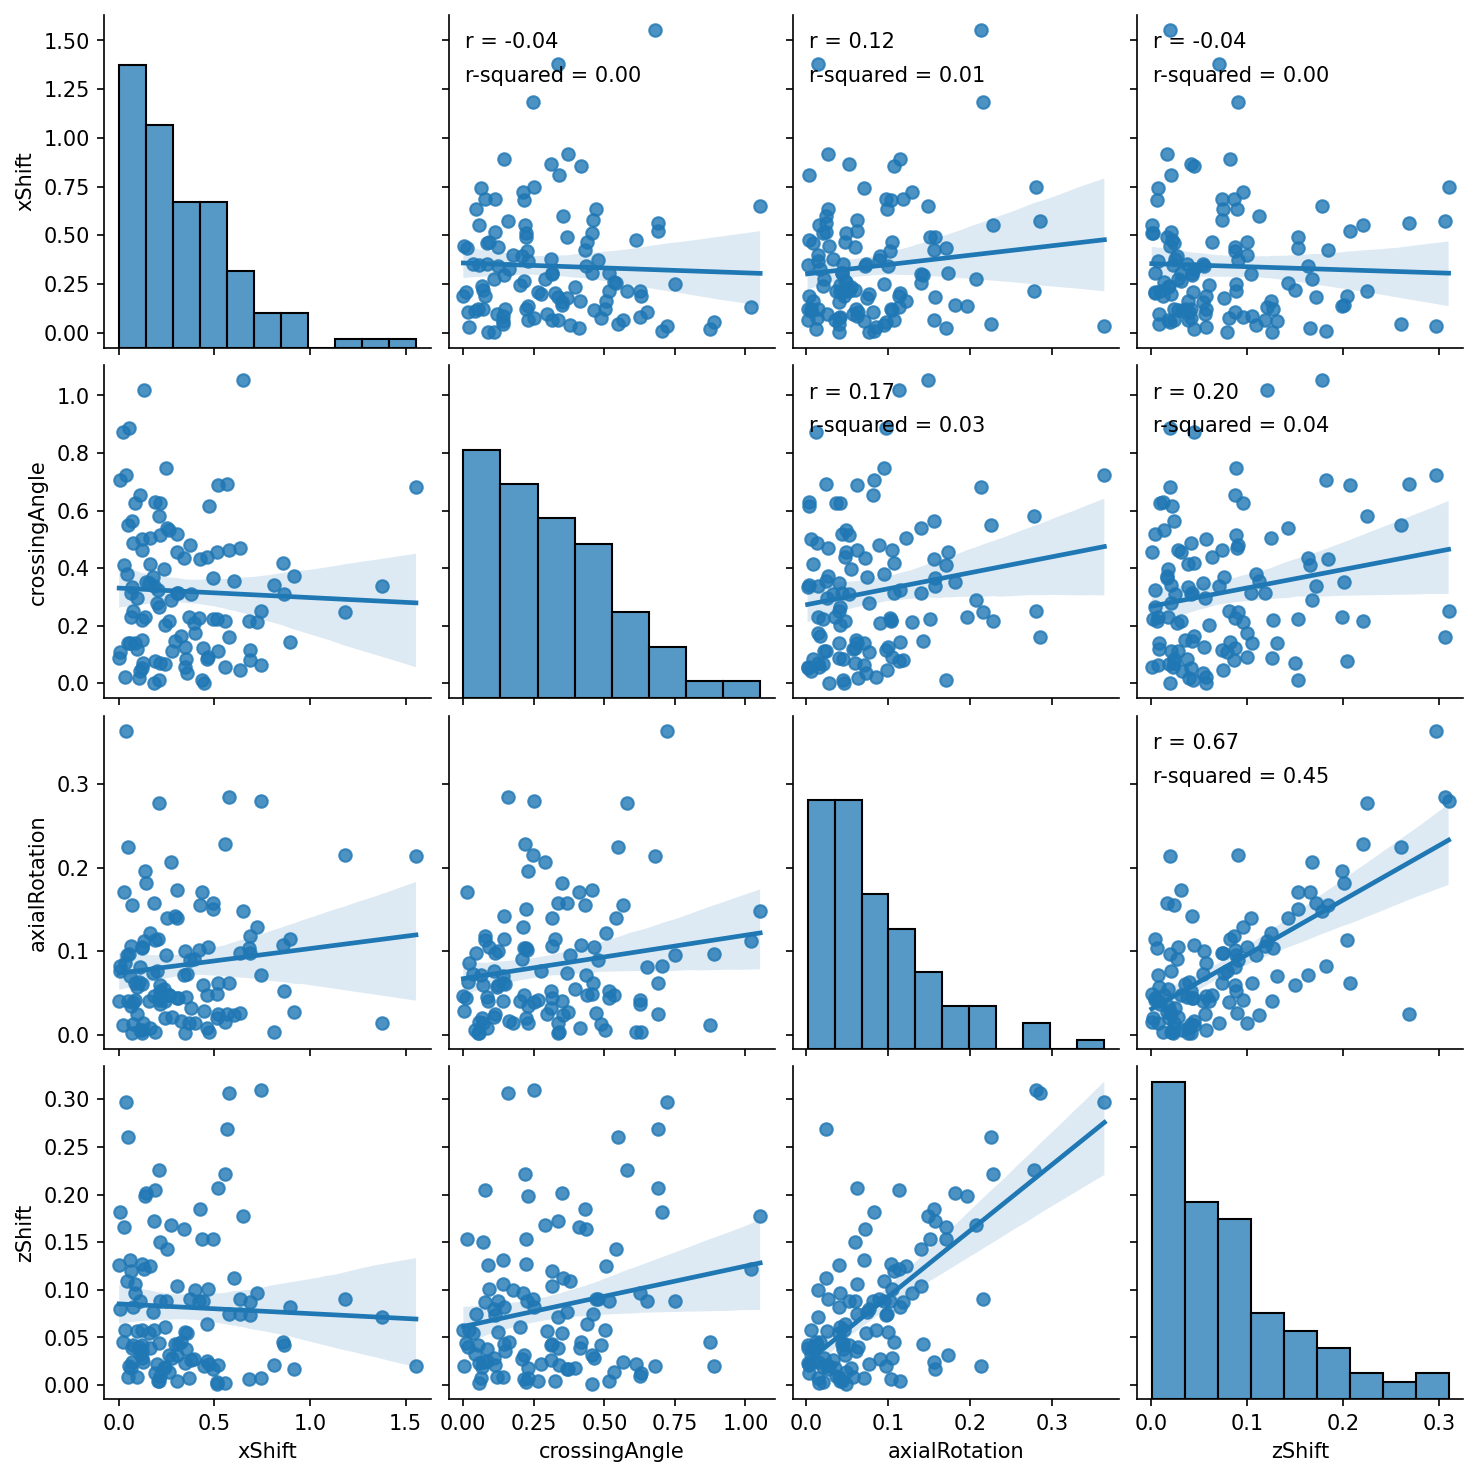 1.50
1.25
1.00
0.75
0.50
0.25
0.00
xShift
r = -0.04
r-squared = 0.00
r = 0.12
r-squared = 0.01
r = -0.04
r-squared = 0.00
1.0
0.8
0.6
0.4
0.2
0.0
crossingAngle
r = 0.17
r-squared = 0.03
r = 0.20
r-squared = 0.04
0.3
0.2
0.1
0.0
axialRotation
r = 0.67
r-squared = 0.45
0.30
0.25
0.20
0.15
0.10
0.05
0.00
zShift
0.0 0.5 1.0 1.5
xShift
0.00 0.25 0.50 0.75 1.00
crossingAngle
0.0 0.1 0.2 0.3
axialRotation
0.0 0.1 0.2 0.3
zShift